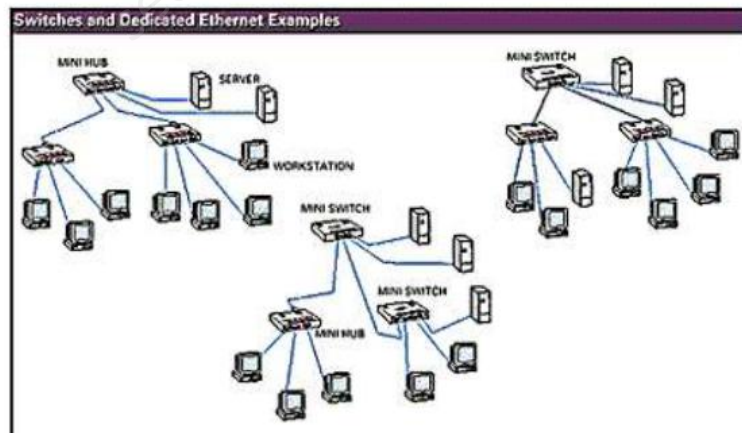 Switches and Dedicated Ethernet Examples
MINI HUB
SERVER
WORKSTATION
MINI SWITCH
MINI SWITCH
MINI SWITCH
MINI HUB